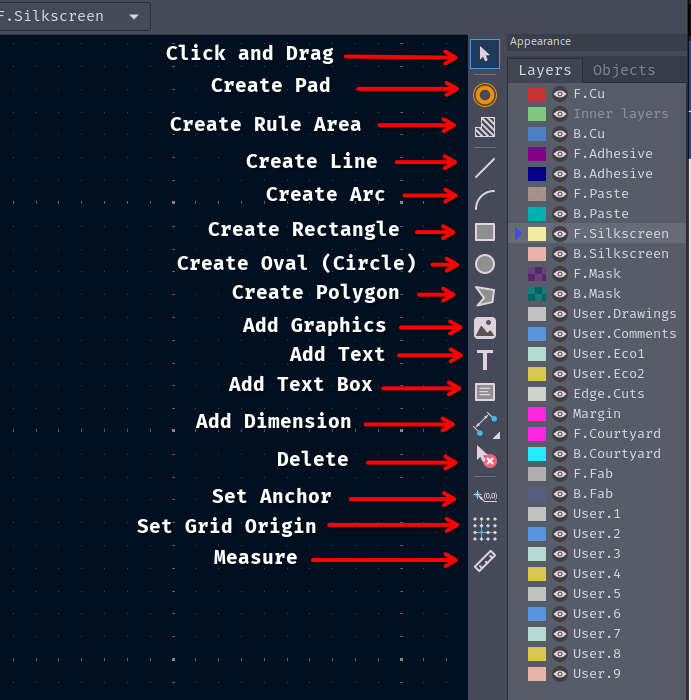 F.Silkscreen
Click and Drag
Create Pad
Create Rule Area
Create Line
Create Arc
Create Rectangle
Create Oval (Circle)
Create Polygon
Add Graphics
Add Text
Add Text Box
Add Dimension
Delete
Set Anchor
(0,0)
Set Grid Origin
Measure
Appearance
Layers Objects
F.Cu
Inner layers
B.Cu
F.Adhesive
B.Adhesive
F.Paste
B.Paste
F.Silkscreen
B.Silkscreen
F.Mask
B.Mask
User.Drawings
User.Comments
User.Eco1
User.Eco2
Edge.Cuts
Margin
F.Courtyard
B.Courtyard
F.Fab
B.Fab
User.1
User.2
User.3
User.4
User.5
User.6
User.7
User.8
User.9